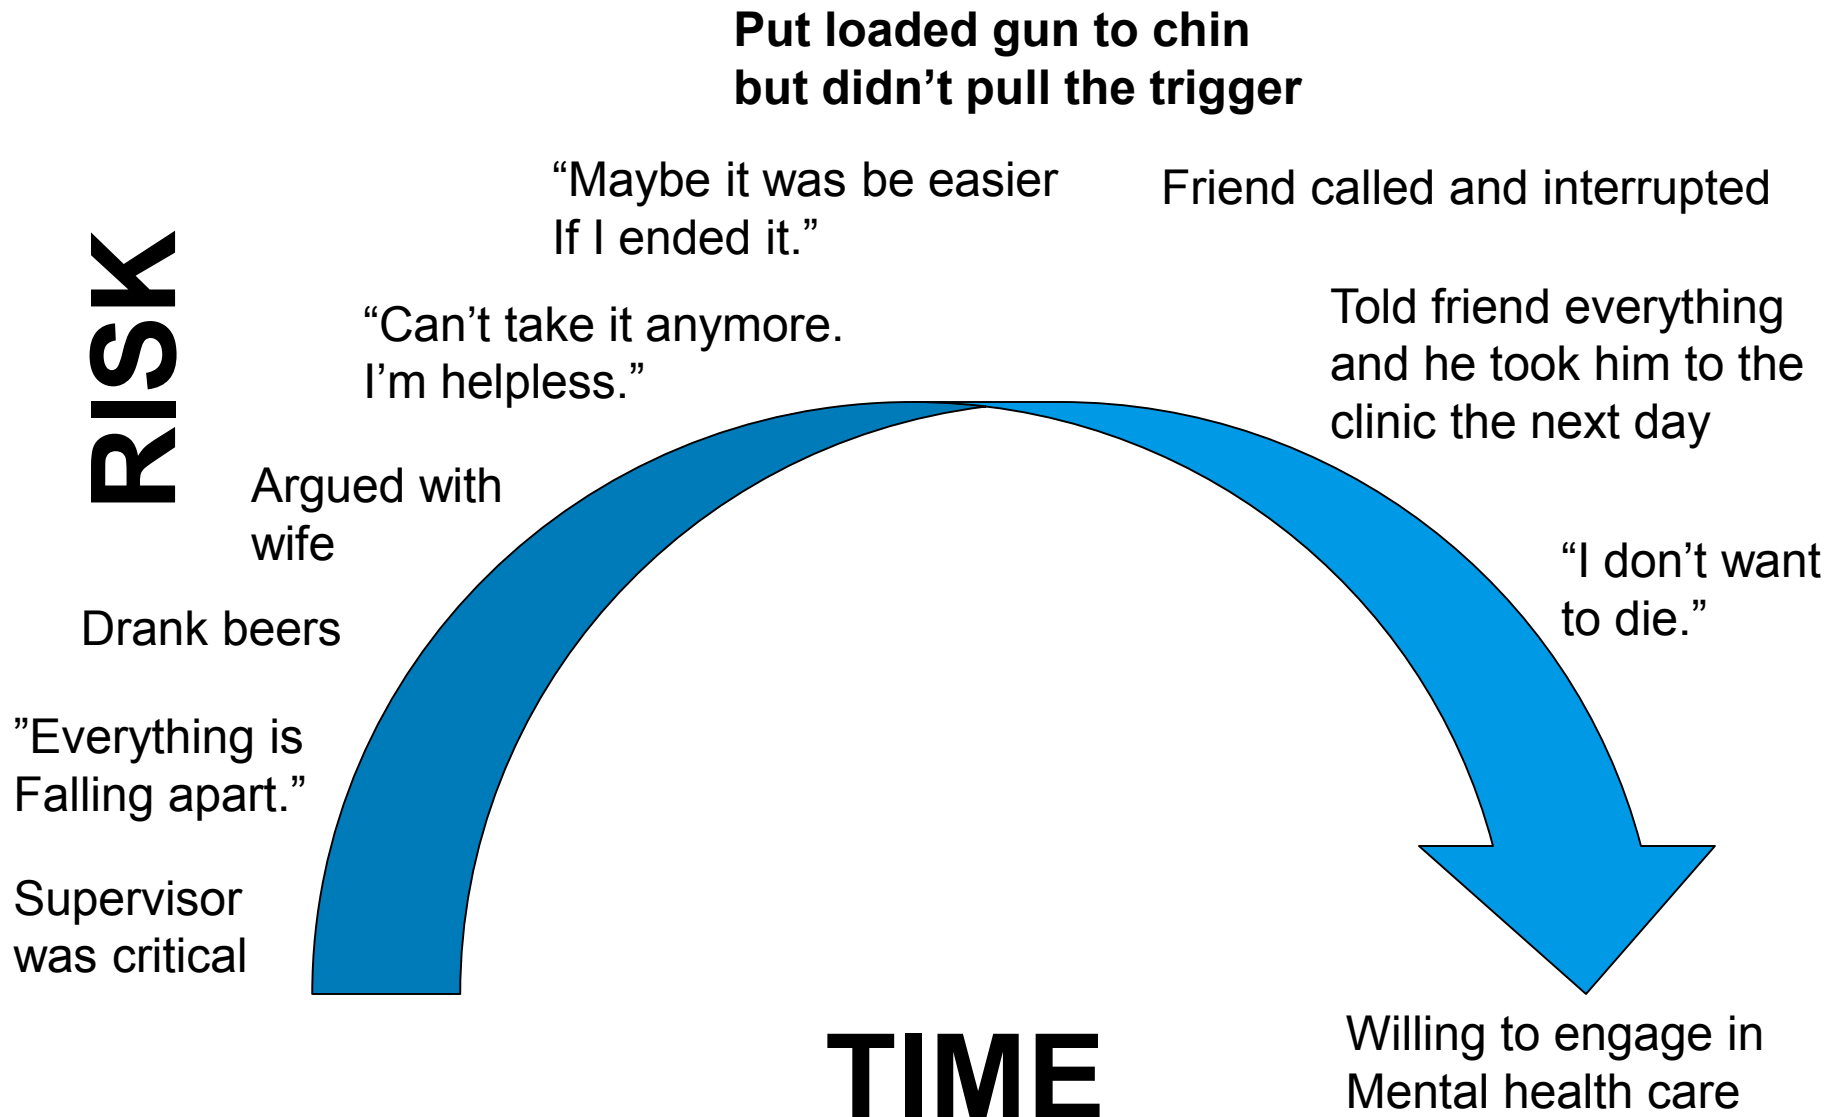 Put loaded gun to chin
but didn’t pull the trigger
“Maybe it was be easier
If I ended it.”
Friend called and interrupted
RISK
“Can’t take it anymore.
I’m helpless.”
Told friend everything
and he took him to the
clinic the next day
Argued with
wife
“I don’t want
to die.”
Drank beers
”Everything is
Falling apart.”
Supervisor
was critical
TIME
Willing to engage in
Mental health care